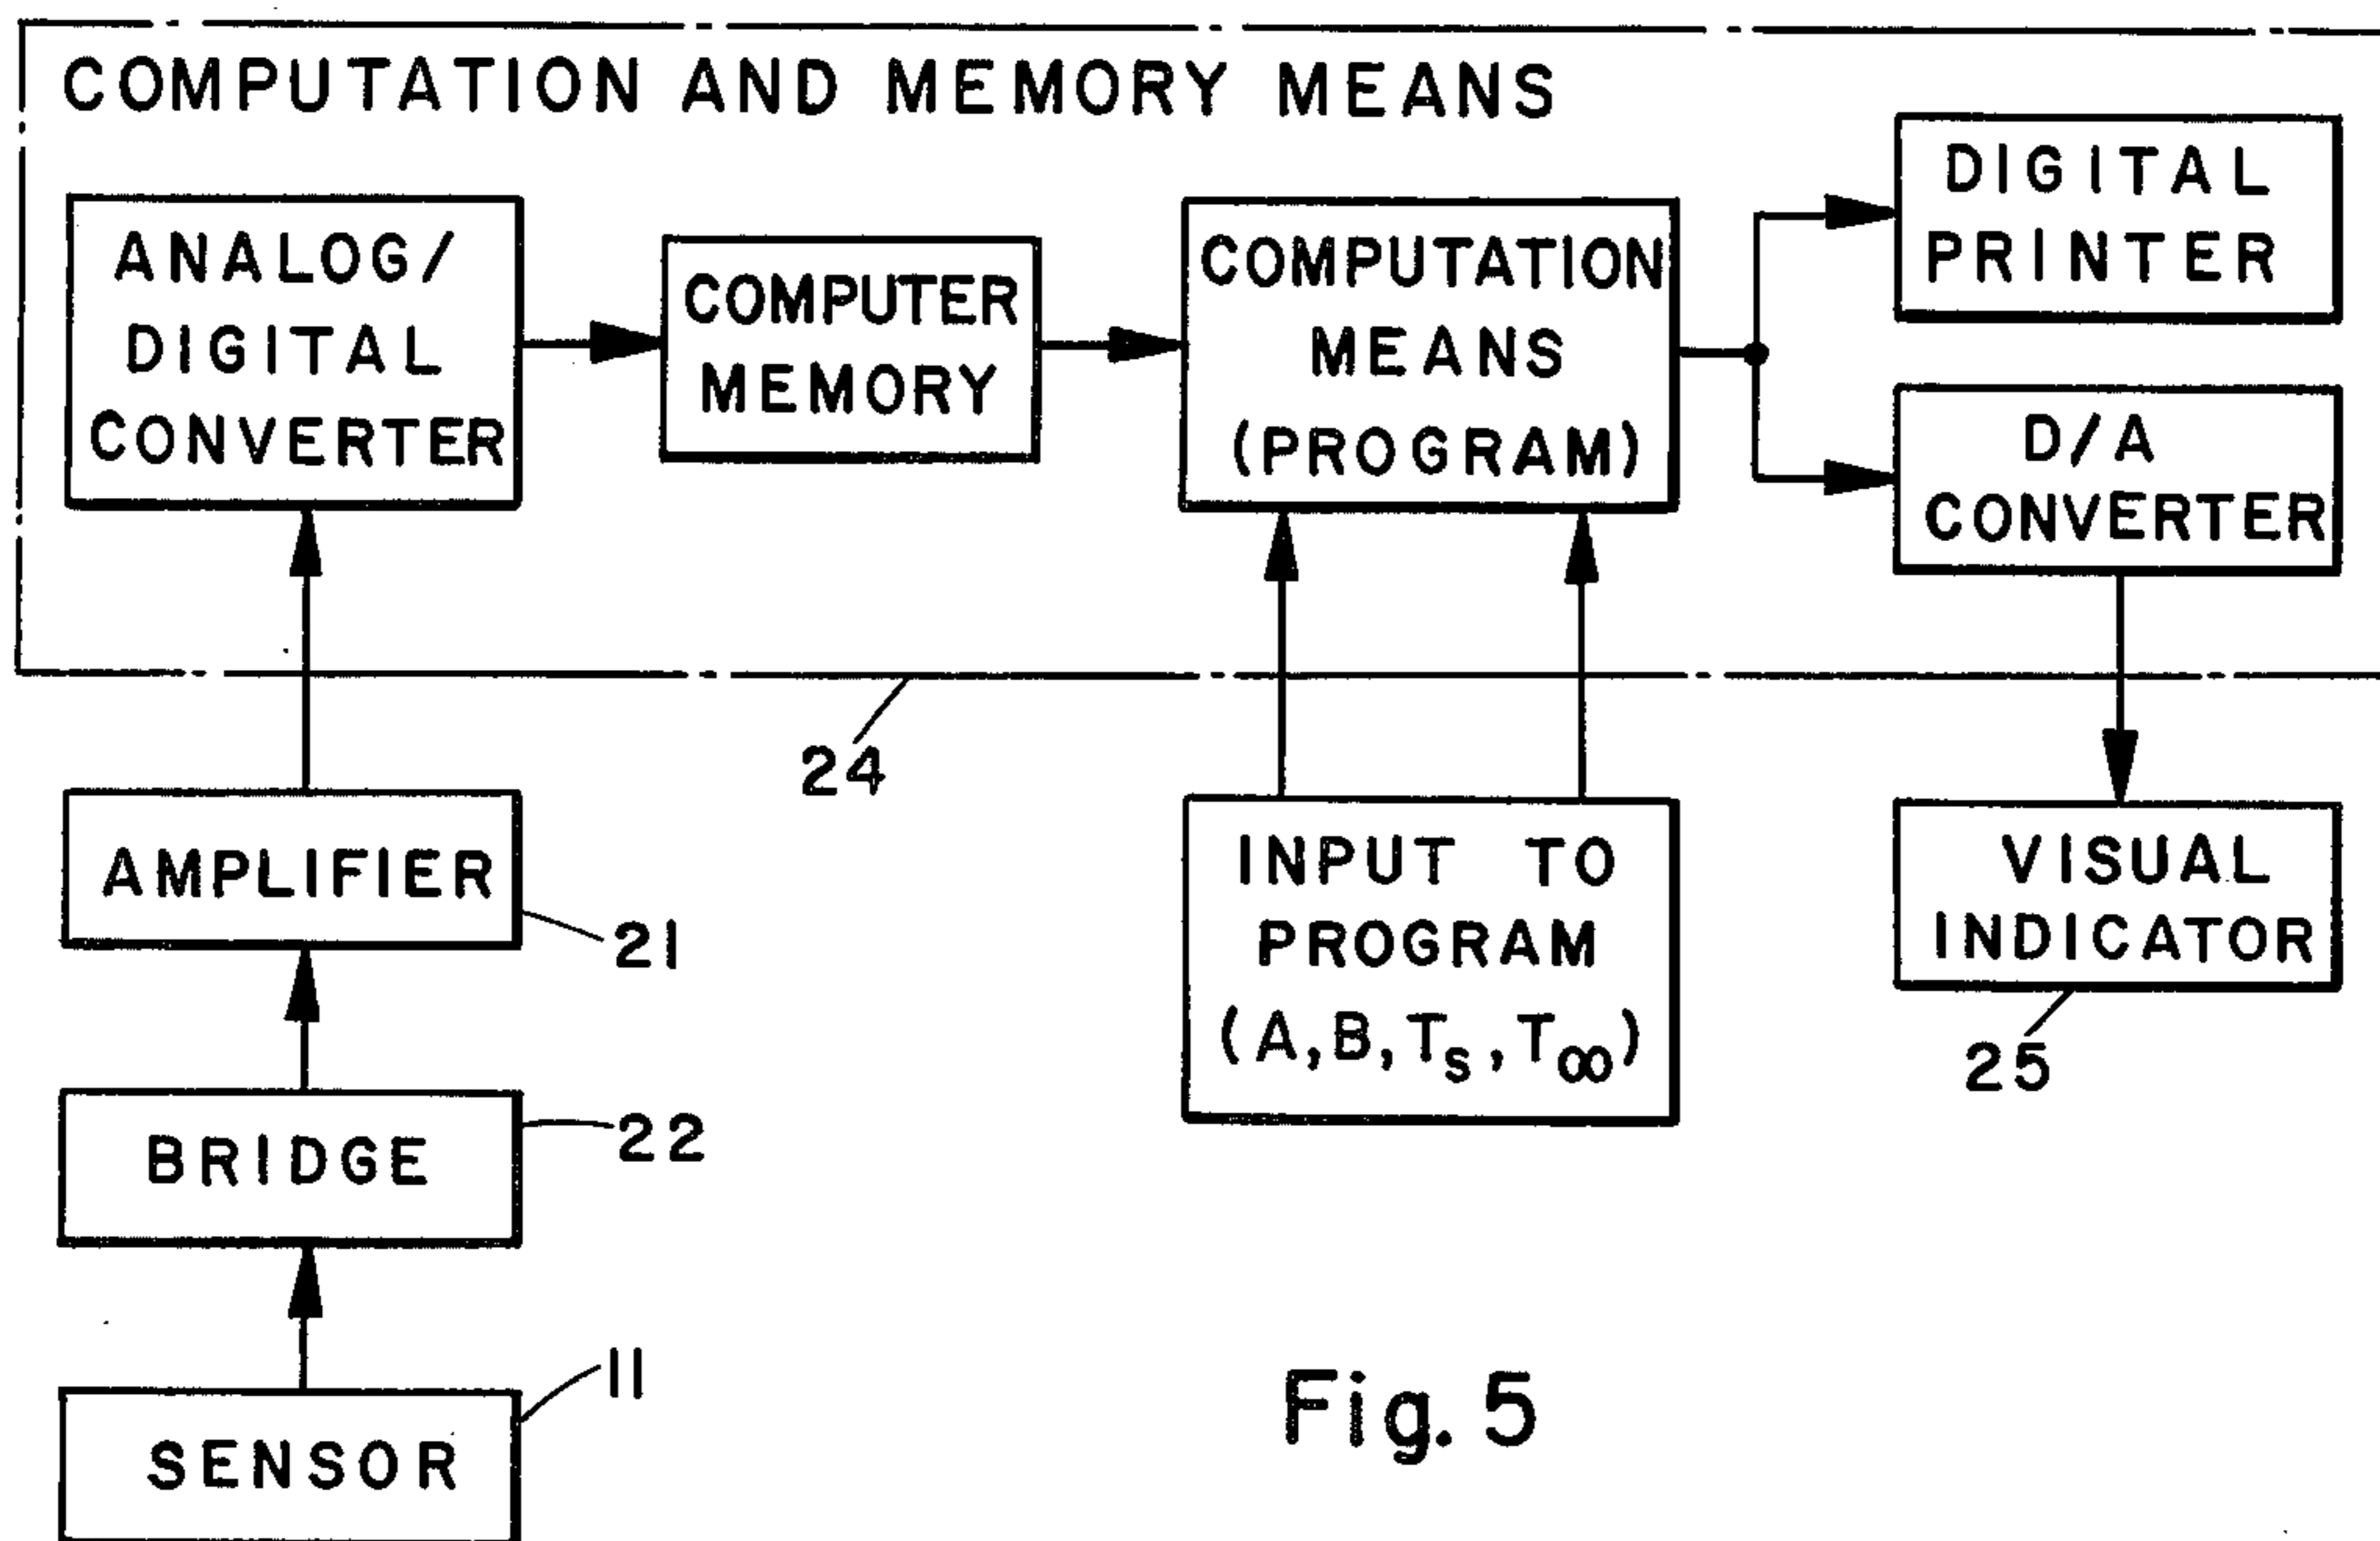 COMPUTATION AND MEMORY MEANS
ANALOG/
DIGITAL
CONVERTER
COMPUTER
MEMORY
COMPUTATION
MEANS
(PROGRAM)
DIGITAL
PRINTER
D/A
CONVERTER
24
AMPLIFIER
21
INPUT TO
PROGRAM
(A,B,Ts,T∞)
VISUAL
INDICATOR
25
BRIDGE
22
SENSOR
11
Fig. 5